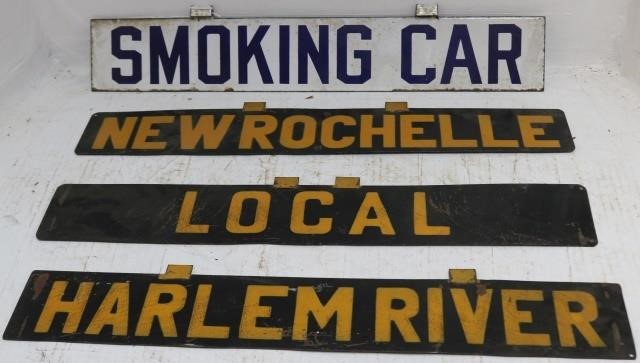 SMOKING CAR
NEW ROCHELLE
LOCAL
HARLEM RIVER